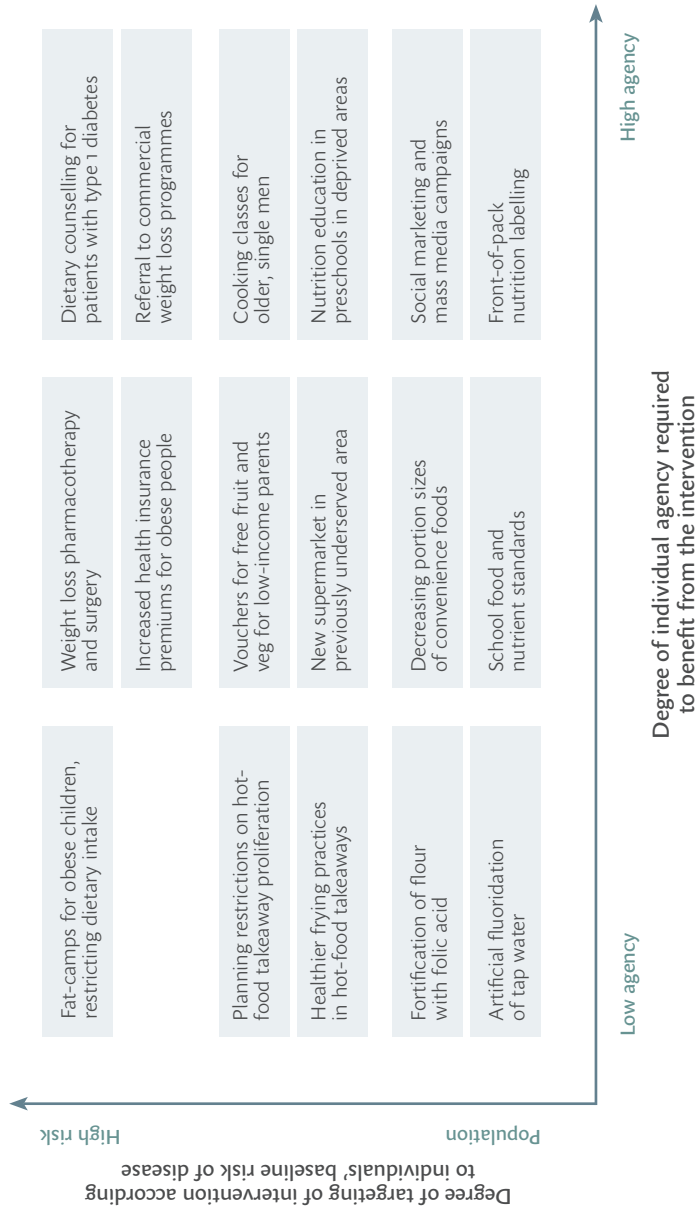 Degree of targeting of intervention according
to individuals’ baseline risk of disease
High risk
Population
Fat-camps for obese children,
restricting dietary intake
Weight loss pharmacotherapy
and surgery
Increased health insurance
premiums for obese people
Dietary counselling for
patients with type 1 diabetes
Referral to commercial
weight loss programmes
Planning restrictions on hot-
food takeaway proliferation
Healthier frying practices
in hot-food takeaways
Vouchers for free fruit and
veg for low-income parents
New supermarket in
previously underserved area
Cooking classes for
older, single men
Nutrition education in
preschools in deprived areas
Fortification of flour
with folic acid
Artificial fluoridation
of tap water
Decreasing portion sizes
of convenience foods
School food and
nutrient standards
Social marketing and
mass media campaigns
Front-of-pack
nutrition labelling
Low agency
High agency
Degree of individual agency required
to benefit from the intervention